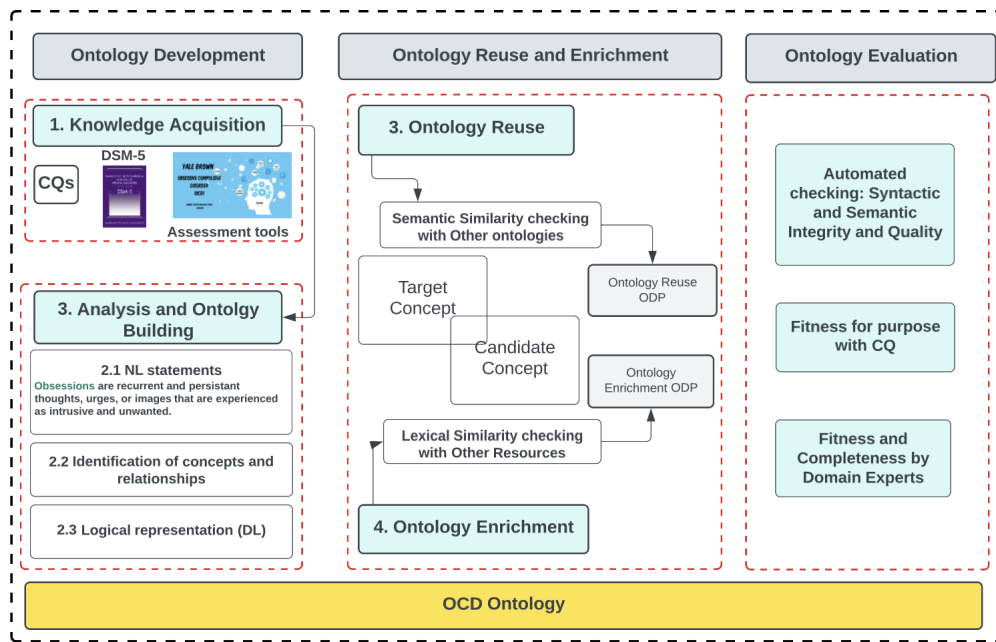 Ontology Development
1. Knowledge Acquisition
CQs
DSM-5
DSM-5
YALE BROWN
OBSESSIVE COMPULSIVE
DISORDER
Assessment tools
3. Analysis and Ontolgy
Building
2.1 NL statements
Obsessions are recurrent and persistant
thoughts, urges, or images that are experienced
as intrusive and unwanted.
2.2 Identification of concepts and
relationships
2.3 Logical representation (DL)
Ontology Reuse and Enrichment
3. Ontology Reuse
Semantic Similarity checking
with Other ontologies
Ontology Reuse
ODP
Target
Concept
Candidate
Concept
Ontology
Enrichment ODP
Lexical Similarity checking
with Other Resources
4. Ontology Enrichment
Ontology Evaluation
Automated
checking: Syntactic
and Semantic
Integrity and Quality
Fitness for purpose
with CQ
Fitness and
Completeness by
Domain Experts
OCD Ontology